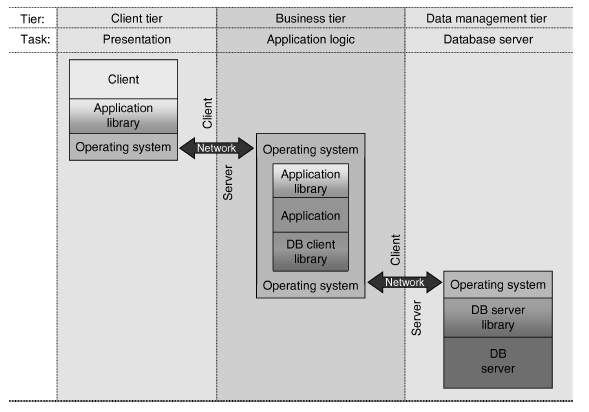 Tier: Client tier Business tier Data management tier
Task: Presentation Application logic Database server
Client
Application
library
Operating system
Client
Network
Server
Operating system
Application
library
Application
DB client
library
Operating system
Client
Network
Server
Operating system
DB server
library
DB
server